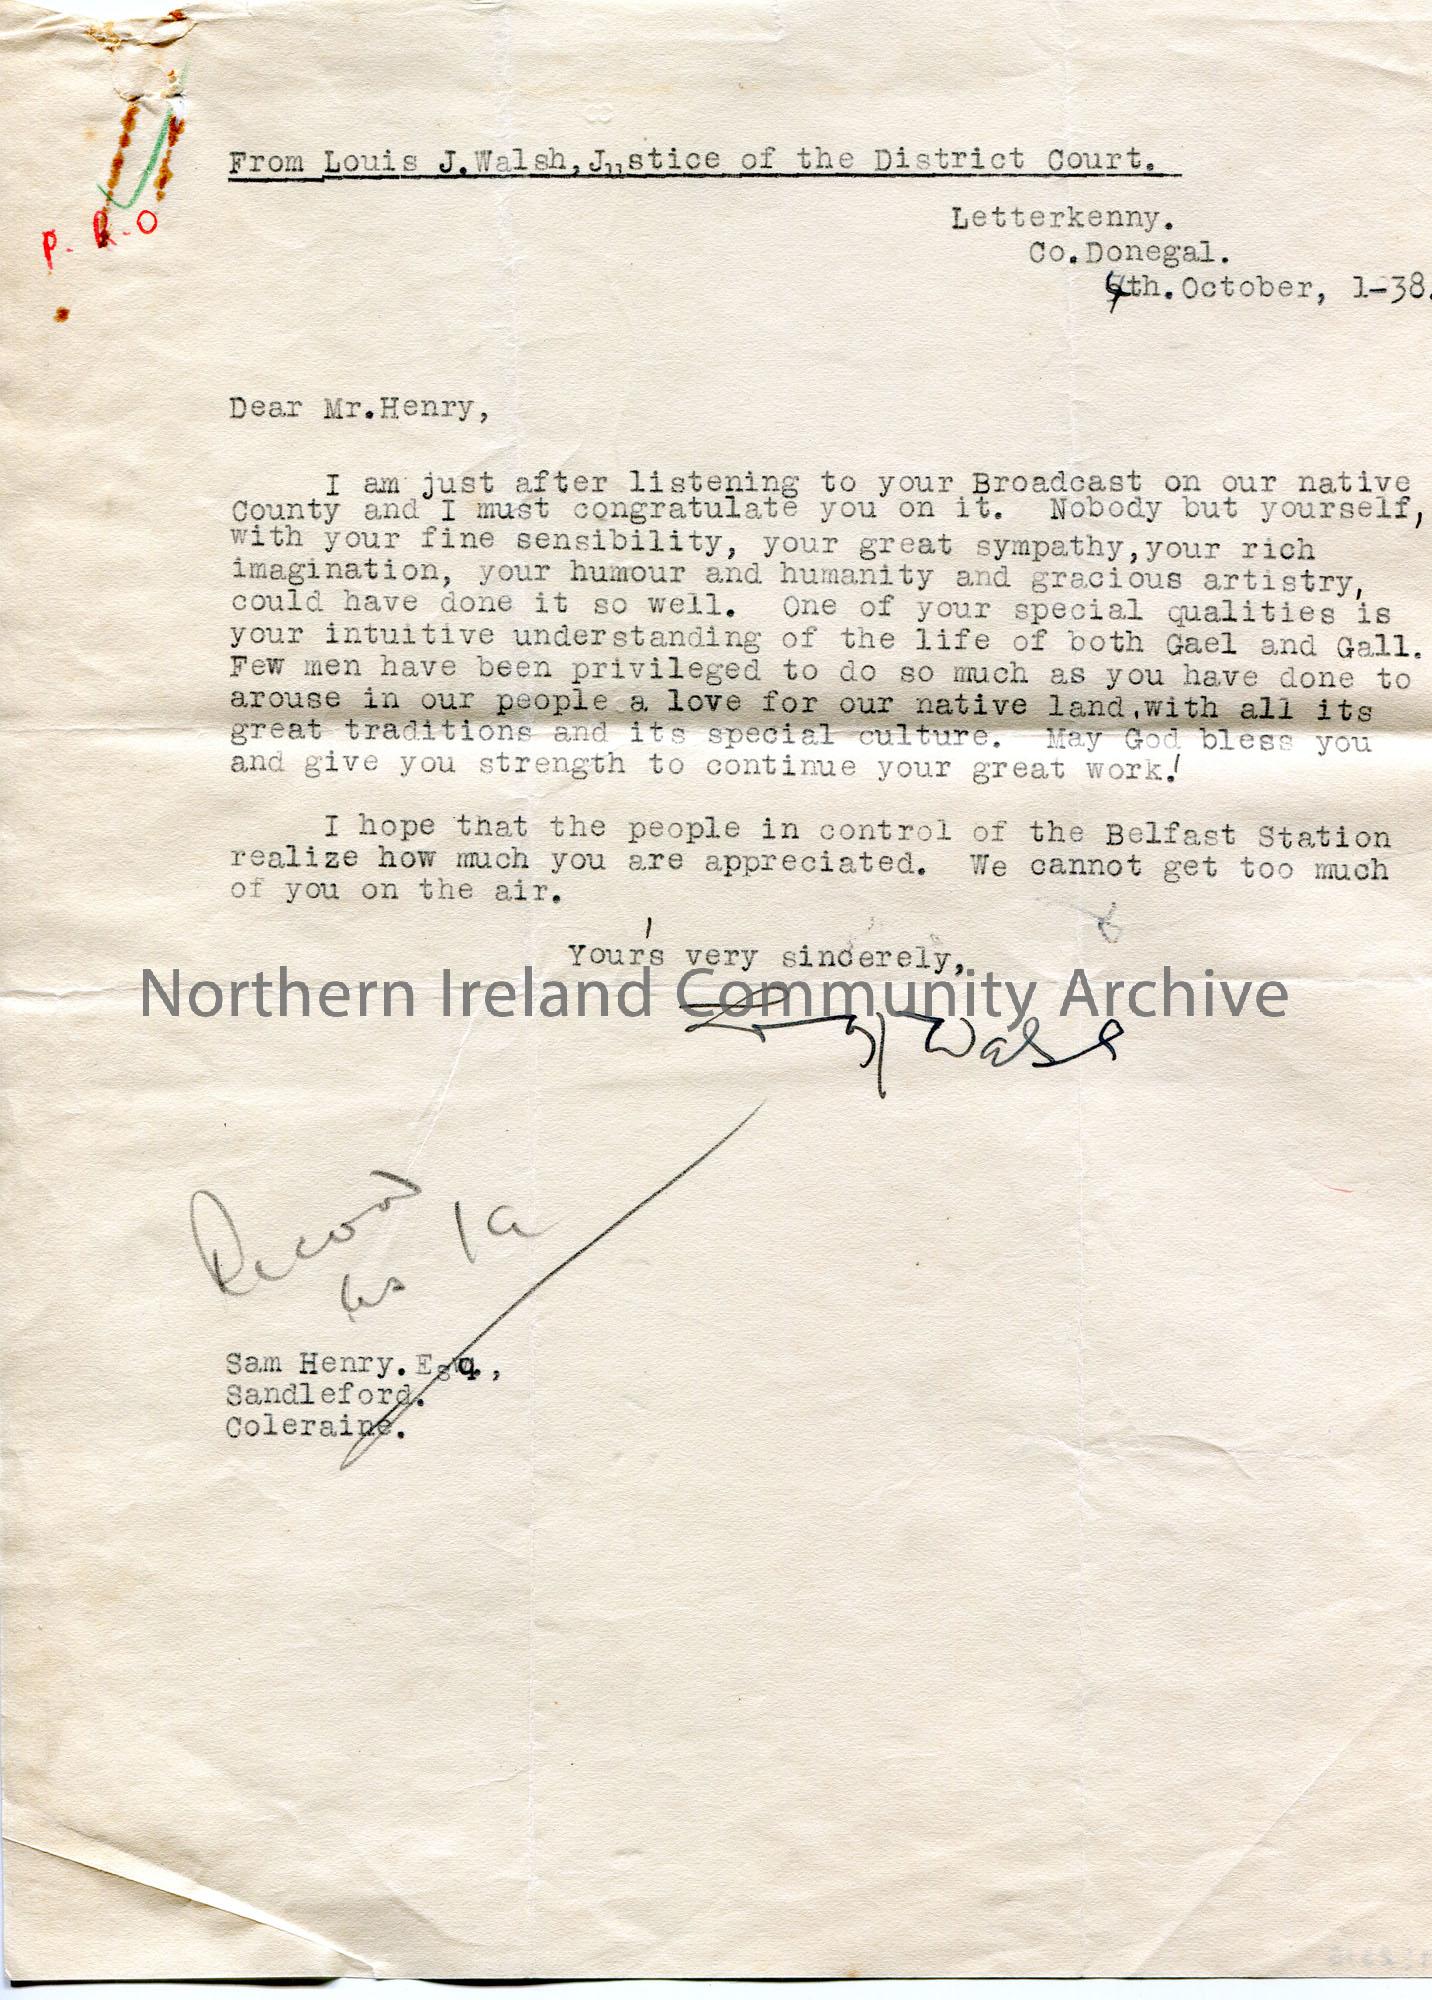 From Louis J.Walsh,Justice of the District Court.
P.R.O
Letterkenny.
Co.Donegal.
th.October, 1-38.
Dear Mr.Henry,
I am just after listening to your Broadcast on our native
County and I must congratulate you on it. Nobody but yourself,
with your fine sensibility, your great sympathy,your rich
imagination, your humour and humanity and gracious artistry,
could have done it so well. One of your special qualities is
your intuitive understanding of the life of both Gael and Gall.
Few men have been privileged to do so much as you have done to
arouse in our people a love for our native land,with all its
great traditions and its special culture. May God bless you
and give you strength to continue your great work!
I hope that the people in control of the Belfast Station
realize how much you are appreciated. We cannot get too much
of you on the air.
Your's very sincerely,
Northern Ireland Community Archive
Louis J Walsh
Record
Sam Henry.Esq.,
Sandleford.
Coleraine.